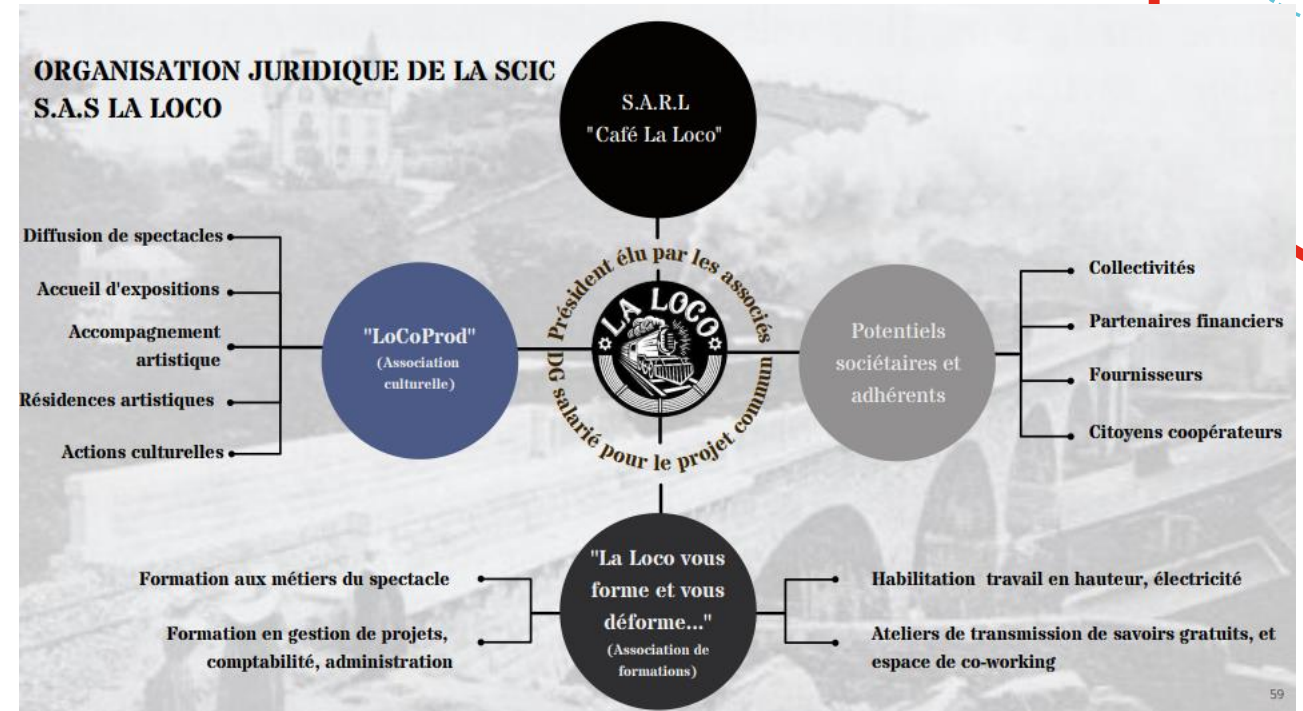 ORGANISATION JURIDIQUE DE LA SCIC
S.A.S LA LOCO
S.A.R.L
"Café La Loco"
Diffusion de spectacles
Accueil d'expositions
Accompagnement
artistique
Résidences artistiques
Actions culturelles
"LoCoProd"
(Association
culturelle)
Président élu par les associés
LA LOCO
DG salarié pour le projet commun
Potentiels
sociétaires et
adhérents
Collectivités
Partenaires financiers
Fournisseurs
Citoyens coopérateurs
"La Loco vous
forme et vous
déforme..."
(Association de
formations)
Formation aux métiers du spectacle
Formation en gestion de projets,
comptabilité, administration
Habilitation travail en hauteur, électricité
Ateliers de transmission de savoirs gratuits, et
espace de co-working
59